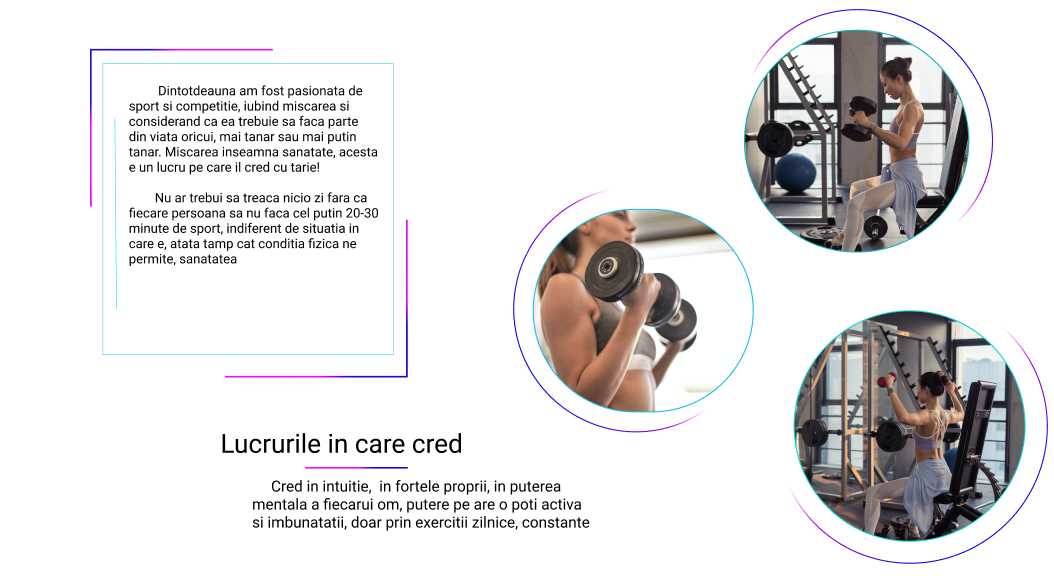 Dintotdeauna am fost pasionata de
sport si competitie, iubind miscarea si
considerand ca ea trebuie sa faca parte
din viata oricui, mai tanar sau mai putin
tanar. Miscarea inseamna sanatate, acesta
e un lucru pe care il cred cu tarie!
Nu ar trebui sa treaca nicio zi fara ca
fiecare persoana sa nu faca cel putin 20-30
minute de sport, indiferent de situatia in
care e, atata tamp cat conditia fizica ne
permite, sanatatea
Lucrurile in care cred
Cred in intuitie, in fortele proprii, in puterea
mentala a fiecarui om, putere pe are o poti activa
si imbunatatii, doar prin exercitii zilnice, constante